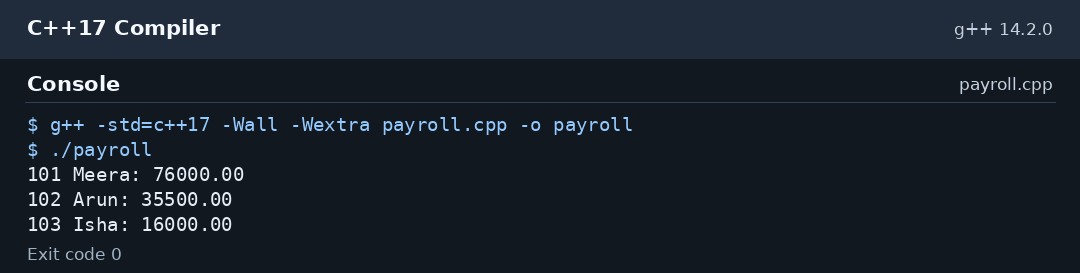 C++17 Compiler
g++ 14.2.0
Console
payroll.cpp
$ g++ -std=c++17 -Wall -Wextra payroll.cpp -o payroll
$ ./payroll
101 Meera: 76000.00
102 Arun: 35500.00
103 Isha: 16000.00
Exit code 0